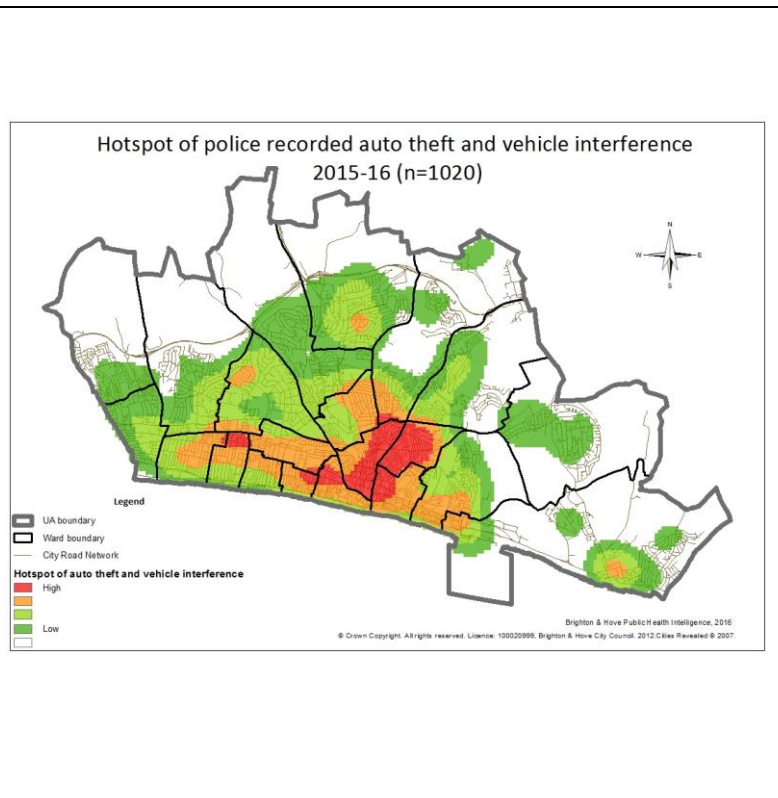 Hotspot of police recorded auto theft and vehicle interference
2015-16 (n=1020)
N
W
E
S
Legend
UA boundary
Ward boundary
City Road Network
Hotspot of auto theft and vehicle interference
High
Low
Brighton & Hove Public Health Intelligence, 2016
© Crown Copyright. All rights reserved. Licence: 100020999, Brighton & Hove City Council. 2012.Cities Revealed © 2007.